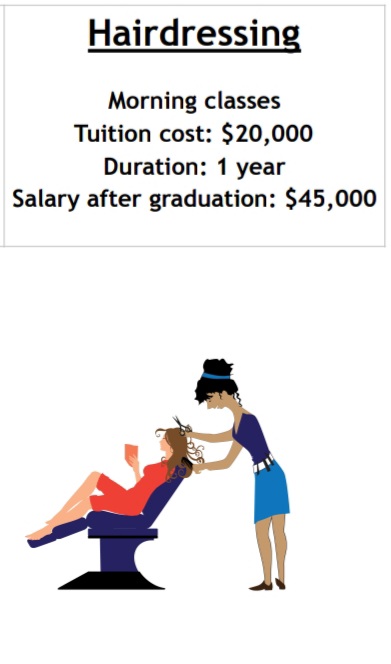 Hairdressing
Morning classes
Tuition cost: $20,000
Duration: 1 year
Salary after graduation: $45,000